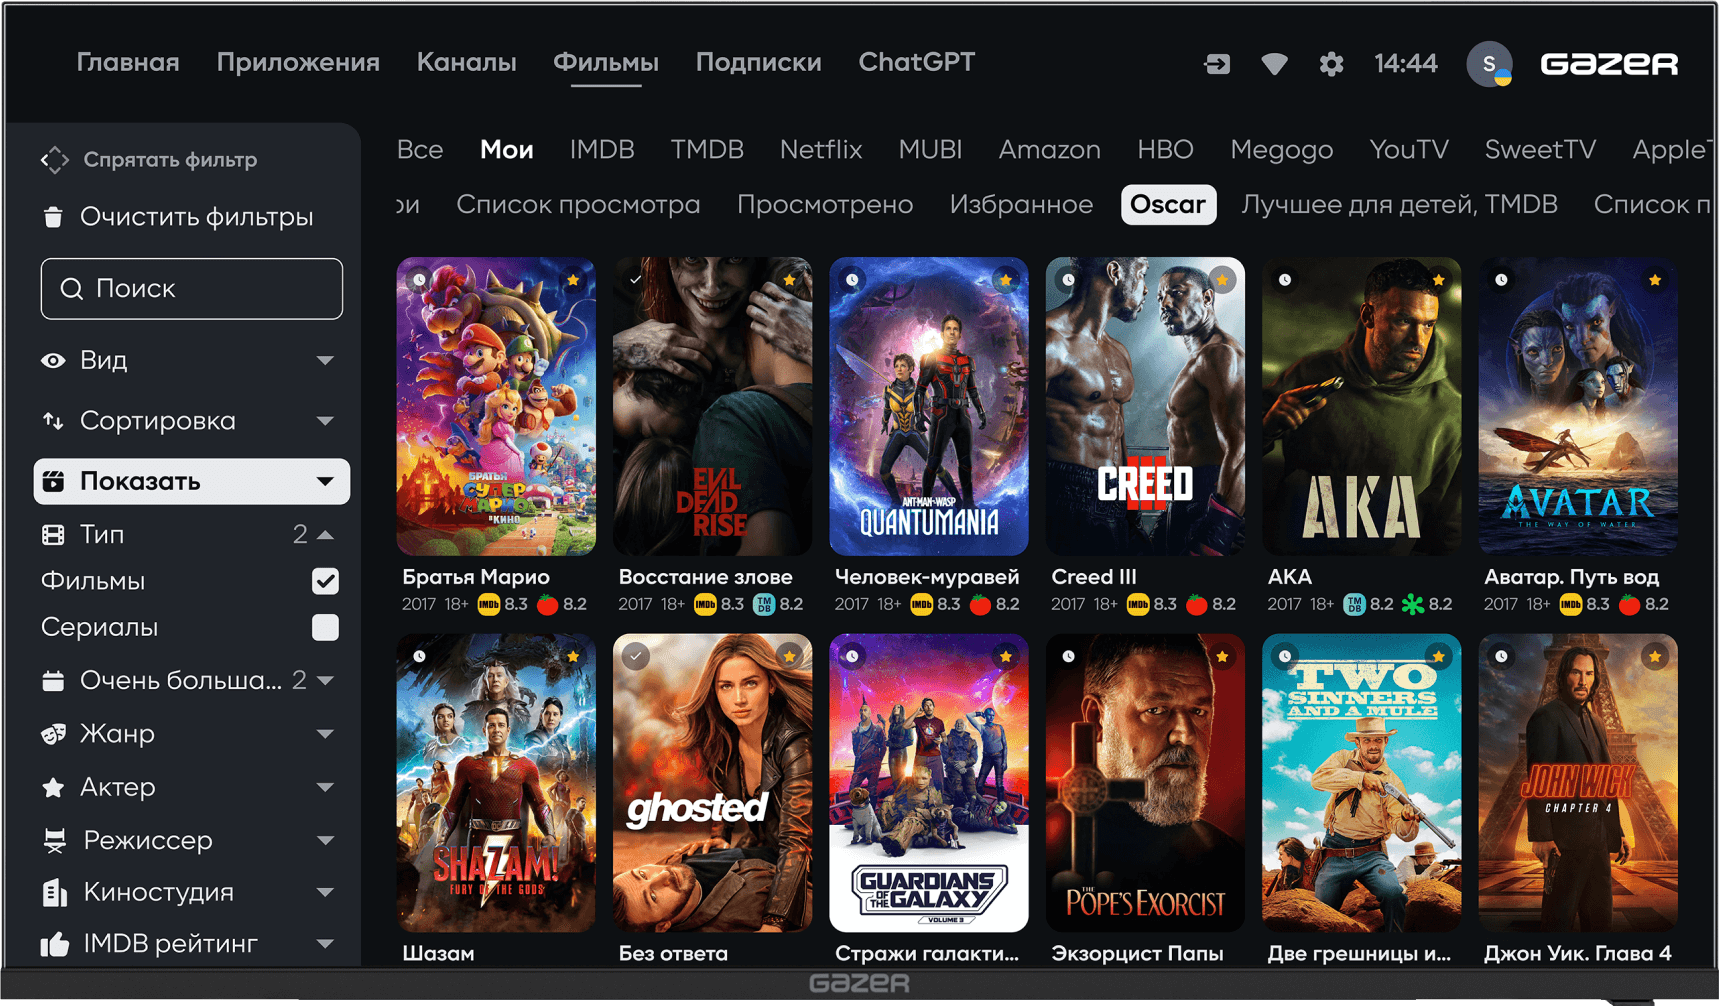 Главная Приложения Каналы Фильмы Подписки ChatGPT 14:44 S GAZER
Спрятать фильтр
Очистить фильтры
Поиск
Вид
Сортировка
Показать
Тип 2
Фильмы
Сериалы
Очень больша... 2
Жанр
Актер
Режиссер
Киностудия
IMDB рейтинг
Все Мои IMDB TMDB Netflix MUBI Amazon HBO Megogo YouTV SweetTV AppleT
ри Список просмотра Просмотрено Избранное Oscar Лучшее для детей, TMDB Список п
БРАТЬЯ
СУПЕР
МАРИО
В КИНО
EVIL
DEAD
RISE
ANT-MAN AND THE WASP
QUANTUMANIA
CREED
III
AKA
AVATAR
THE WAY OF WATER
Братья Марио Восстание злове Человек-муравей Creed III AKA Аватар. Путь вод
2017 18+ IMDb 8.3 8.2 2017 18+ IMDb 8.3 TMDB 8.2 2017 18+ IMDb 8.3 8.2 2017 18+ IMDb 8.3 8.2 2017 18+ TMDB 8.2 8.2 2017 18+ IMDb 8.3 8.2
SHAZAM!
FURY OF THE GODS
ghosted
GUARDIANS
OF THE GALAXY
VOLUME 3
THE
POPE'S EXORCIST
TWO
SINNERS
AND A MULE
JOHN WICK
CHAPTER 4
Шазам Без ответа Стражи галакти... Экзорцист Папы Две грешницы и... Джон Уик. Глава 4
GAZER